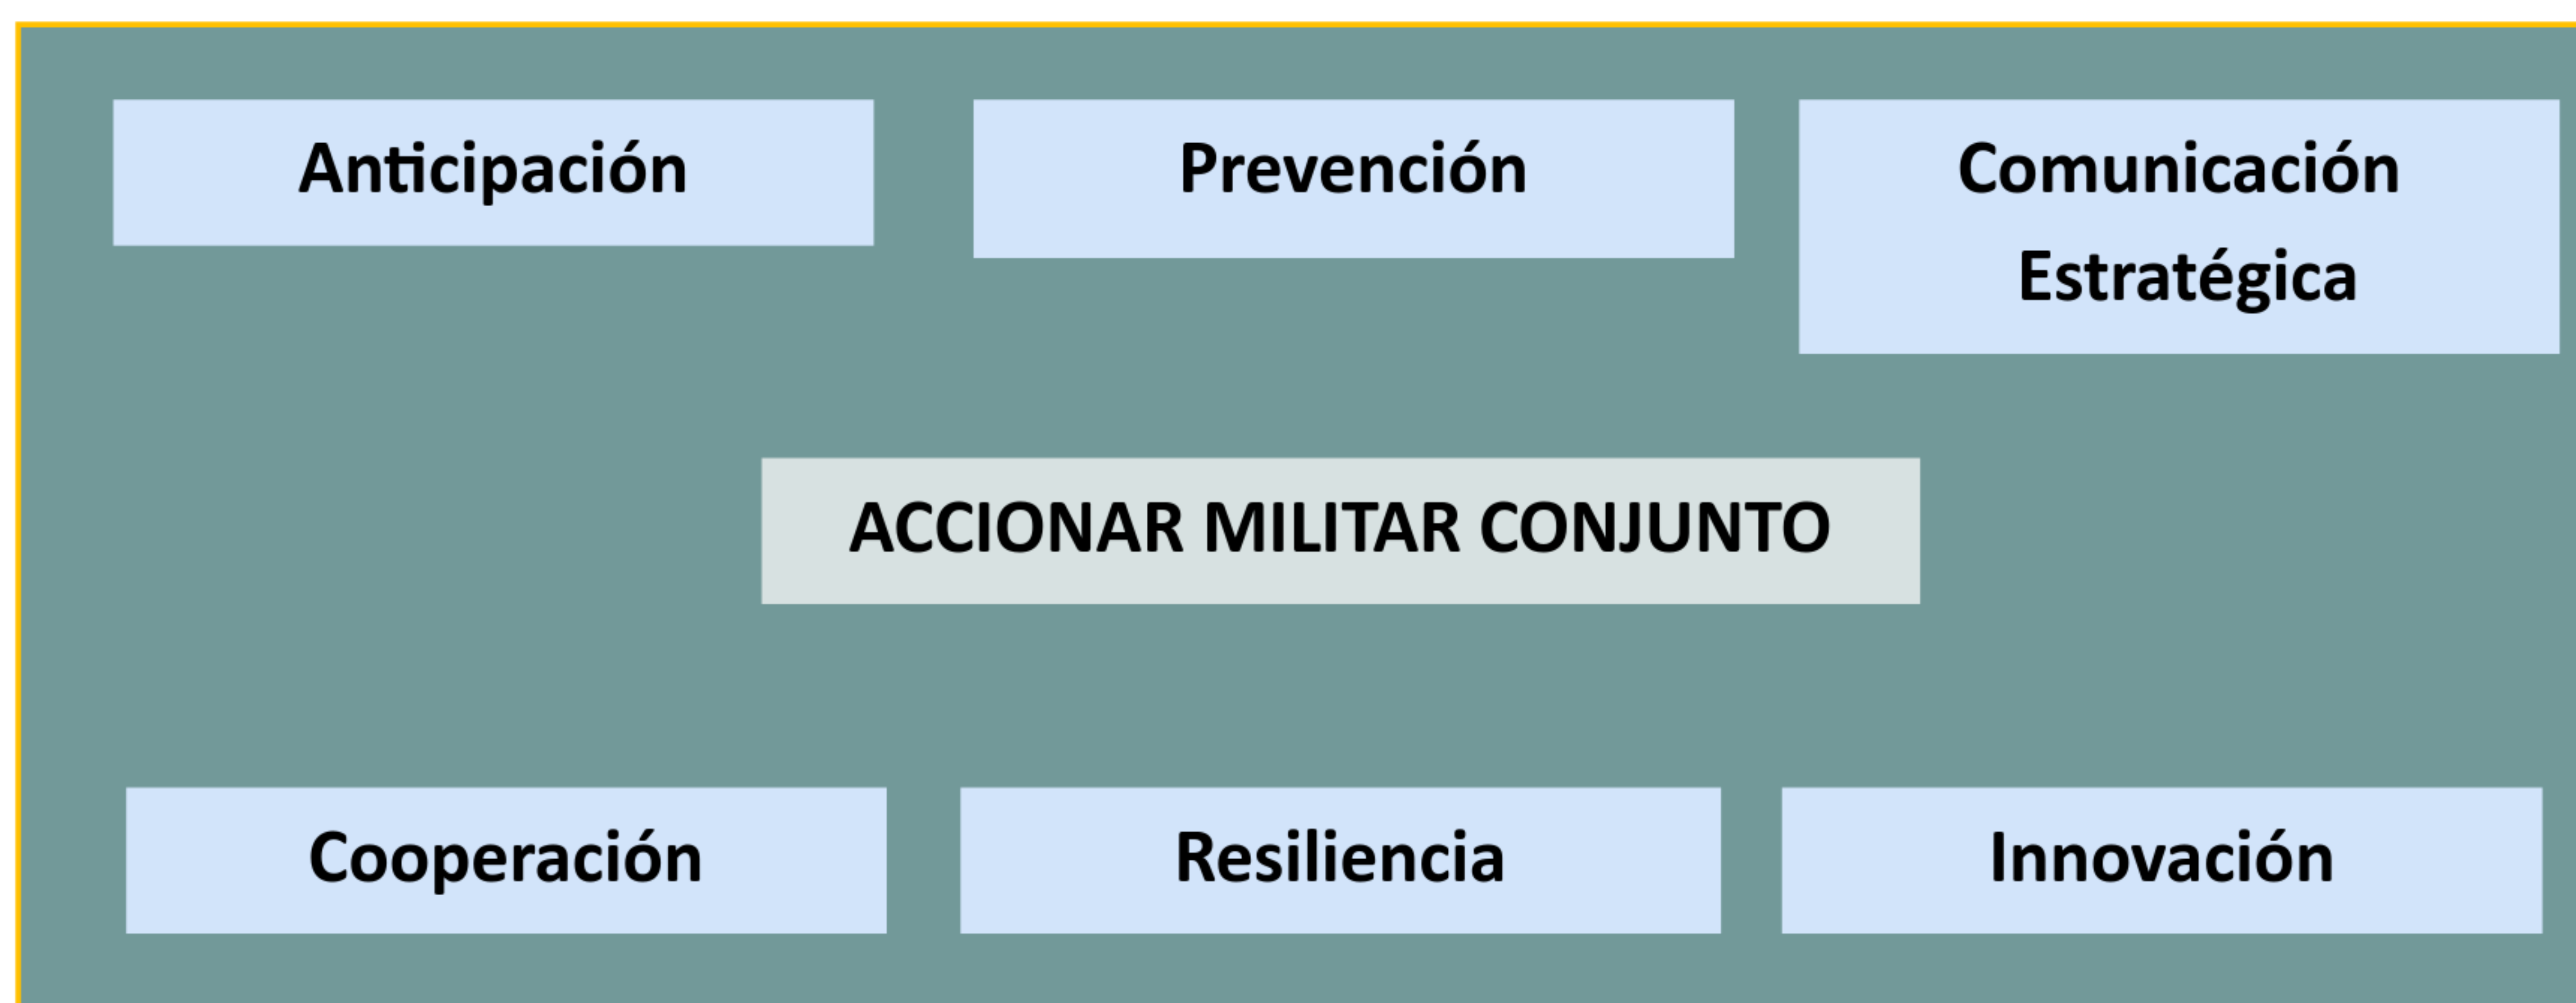 Anticipación
Prevención
Comunicación
Estratégica
ACCIONAR MILITAR CONJUNTO
Cooperación
Resiliencia
Innovación